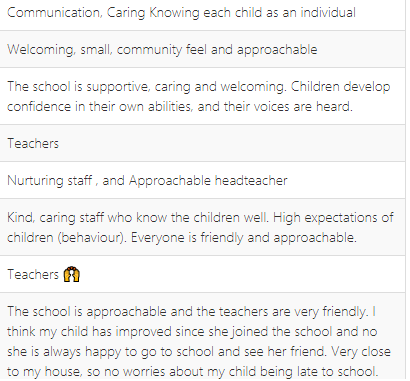 Communication, Caring Knowing each child as an individual
Welcoming, small, community feel and approachable
The school is supportive, caring and welcoming. Children develop
confidence in their own abilities, and their voices are heard.
Teachers
Nurturing staff , and Approachable headteacher
Kind, caring staff who know the children well. High expectations of
children (behaviour). Everyone is friendly and approachable.
Teachers 🙌
The school is approachable and the teachers are very friendly. I
think my child has improved since she joined the school and no
she is always happy to go to school and see her friend. Very close
to my house, so no worries about my child being late to school.